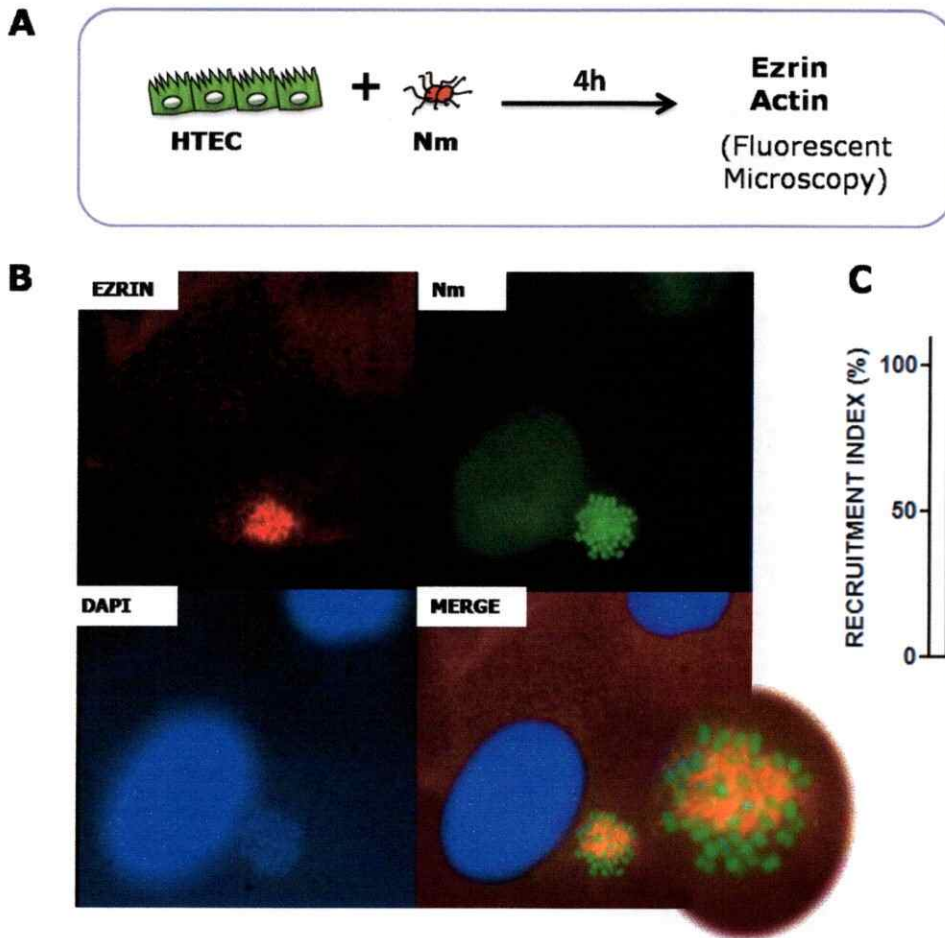 A
HTEC
+
Nm
4h
Ezrin
Actin
(Fluorescent
Microscopy)
B
EZRIN
Nm
DAPI
MERGE
C
RECRUITMENT INDEX (%)
100
50
0